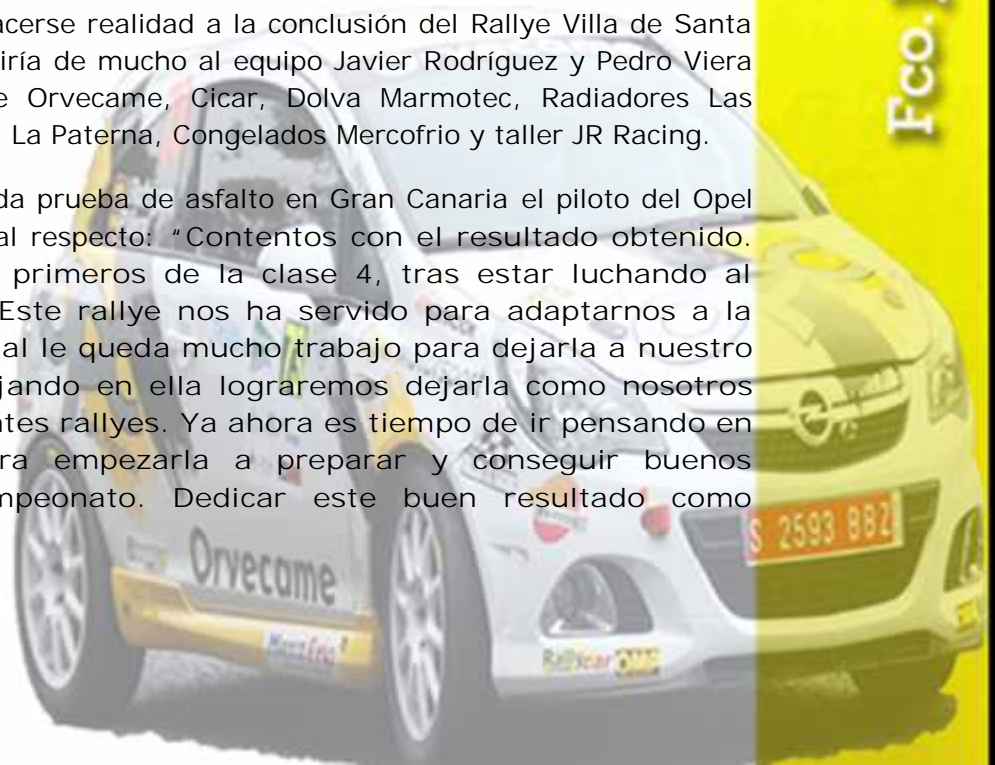 acerse realidad a la conclusión del Rallye Villa de Santa
iría de mucho al equipo Javier Rodríguez y Pedro Viera
e Orvecame, Cicar, Dolva Marmotec, Radiadores Las
La Paterna, Congelados Mercofrio y taller JR Racing.
da prueba de asfalto en Gran Canaria el piloto del Opel
al respecto: “Contentos con el resultado obtenido.
primeros de la clase 4, tras estar luchando al
Este rallye nos ha servido para adaptarnos a la
al le queda mucho trabajo para dejarla a nuestro
jando en ella lograremos dejarla como nosotros
ntes rallyes. Ya ahora es tiempo de ir pensando en
ra empezarla a preparar y conseguir buenos
mpeonato. Dedicar este buen resultado como
Fco.
S 2593 BBZ
Orvecame
Rallycar OMP